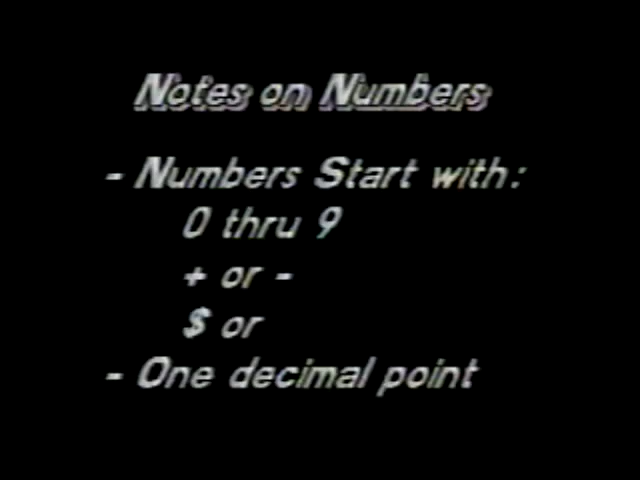 Notes on Numbers
- Numbers Start with:
0 thru 9
+ or -
$ or
- One decimal point